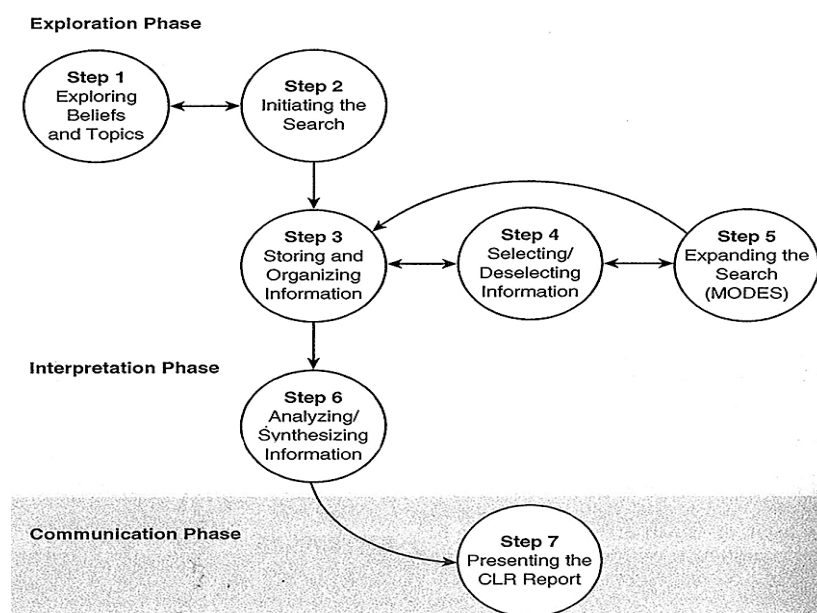 Exploration Phase
Step 1
Exploring
Beliefs
and Topics
Step 2
Initiating the
Search
Step 3
Storing and
Organizing
Information
Step 4
Selecting/
Deselecting
Information
Step 5
Expanding the
Search
(MODES)
Interpretation Phase
Step 6
Analyzing/
Synthesizing
Information
Communication Phase
Step 7
Presenting the
CLR Report